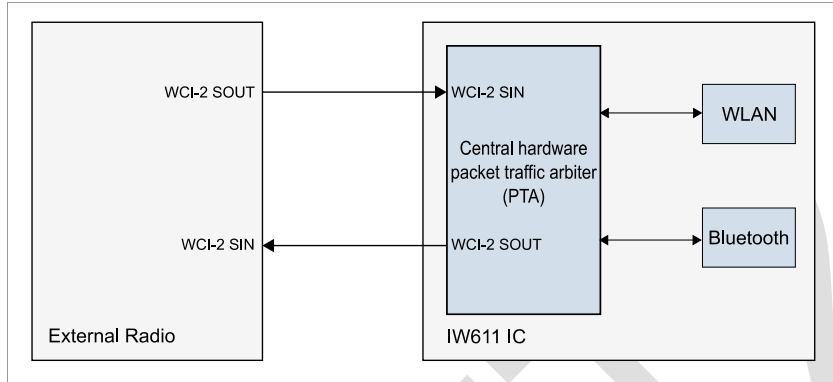 WCI-2 SOUT
WCI-2 SIN
Central hardware
packet traffic arbiter
(PTA)
WLAN
WCI-2 SIN
WCI-2 SOUT
Bluetooth
External Radio
IW611 IC